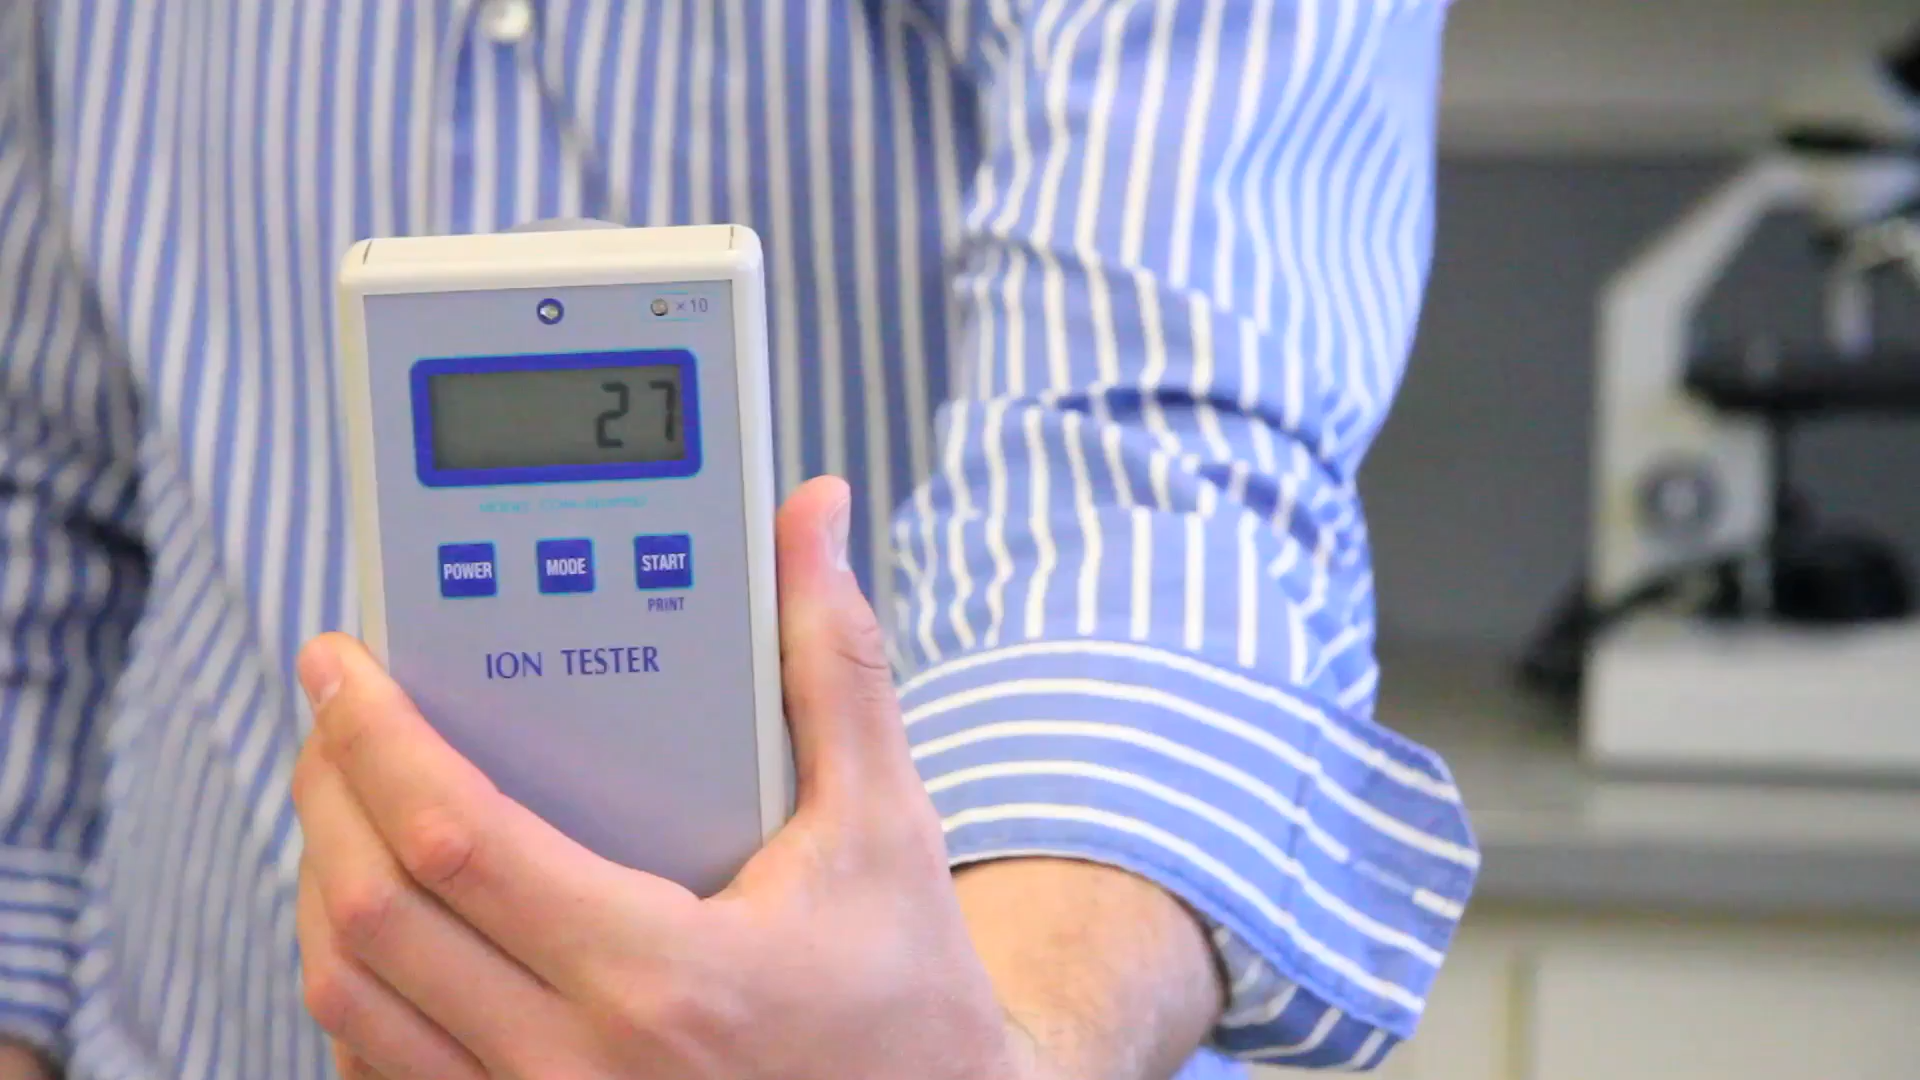 ×10
27
POWER MODE START
PRINT
ION TESTER